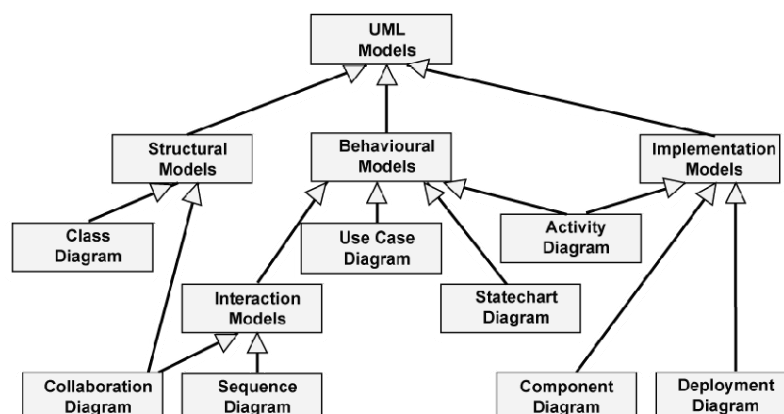 UML
Models
Structural
Models
Behavioural
Models
Implementation
Models
Class
Diagram
Use Case
Diagram
Activity
Diagram
Interaction
Models
Statechart
Diagram
Collaboration
Diagram
Sequence
Diagram
Component
Diagram
Deployment
Diagram